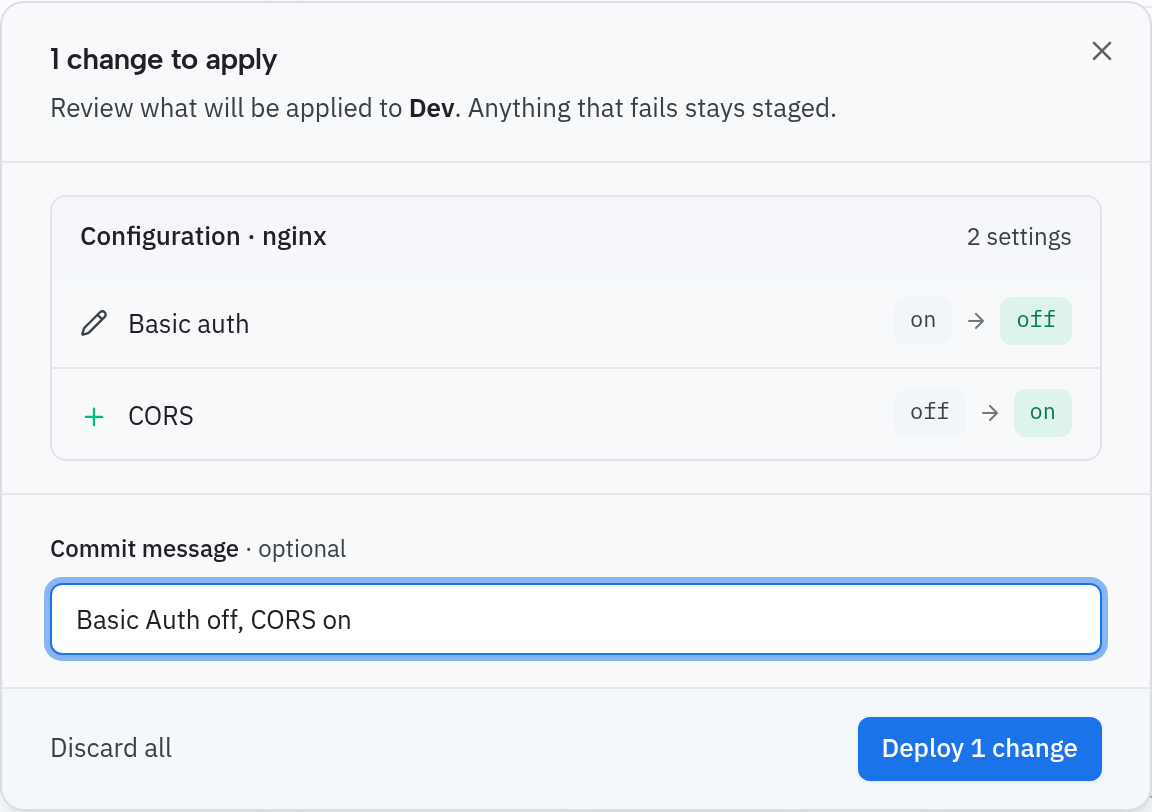 1 change to apply
Review what will be applied to Dev. Anything that fails stays staged.
Configuration · nginx 2 settings
Basic auth on → off
CORS off → on
Commit message · optional
Basic Auth off, CORS on
Discard all Deploy 1 change